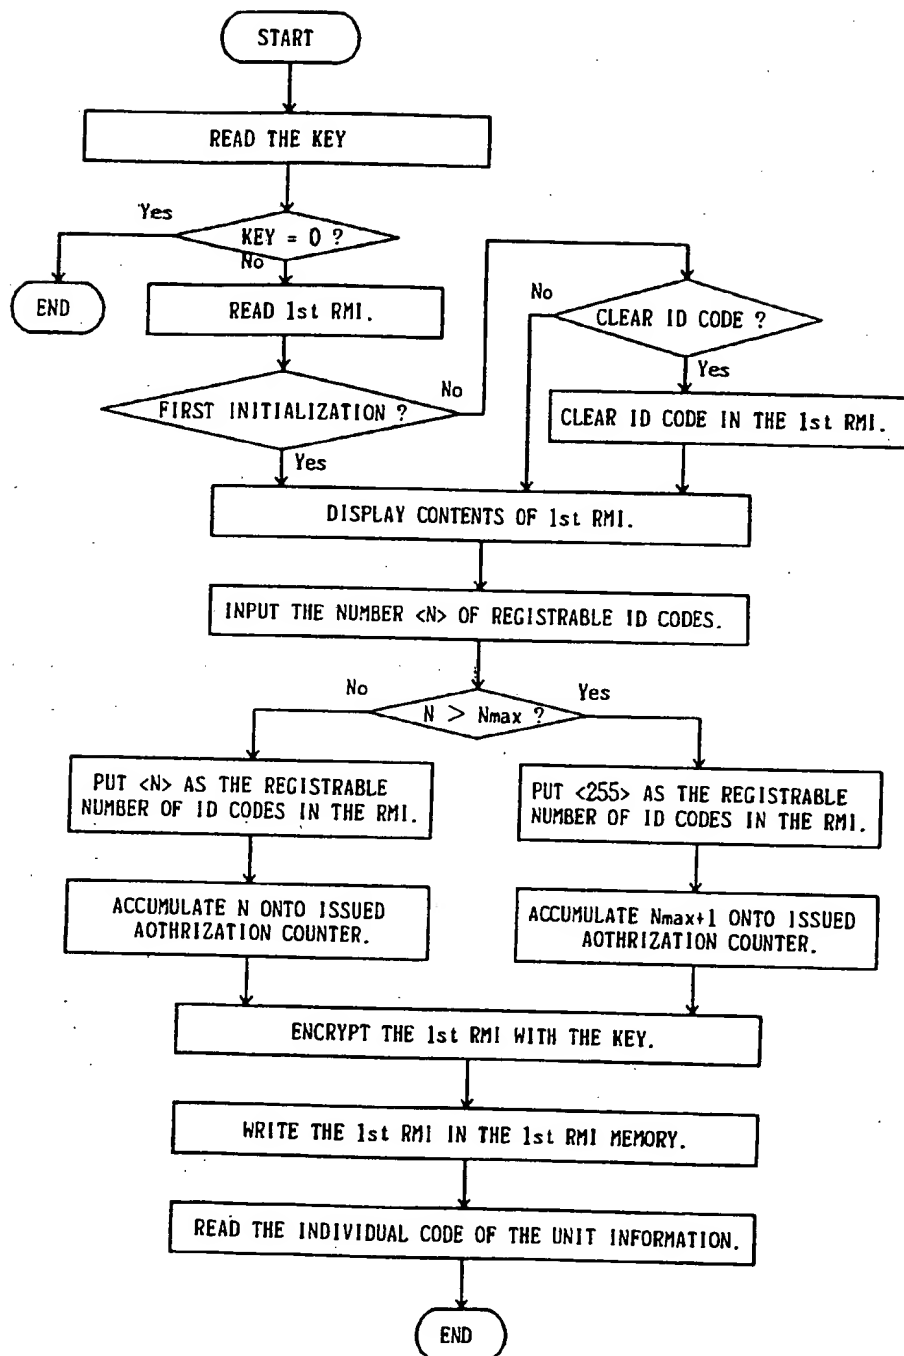 START
READ THE KEY
Yes
KEY = 0 ?
No
END
READ 1st RMI.
No
CLEAR ID CODE ?
Yes
FIRST INITIALIZATION ?
No
CLEAR ID CODE IN THE 1st RMI.
Yes
DISPLAY CONTENTS OF 1st RMI.
INPUT THE NUMBER <N> OF REGISTRABLE ID CODES.
No
N > Nmax ?
Yes
PUT <N> AS THE REGISTRABLE
NUMBER OF ID CODES IN THE RMI.
PUT <255> AS THE REGISTRABLE
NUMBER OF ID CODES IN THE RMI.
ACCUMULATE N ONTO ISSUED
AOTHRIZATION COUNTER.
ACCUMULATE Nmax+1 ONTO ISSUED
AOTHRIZATION COUNTER.
ENCRYPT THE 1st RMI WITH THE KEY.
WRITE THE 1st RMI IN THE 1st RMI MEMORY.
READ THE INDIVIDUAL CODE OF THE UNIT INFORMATION.
END